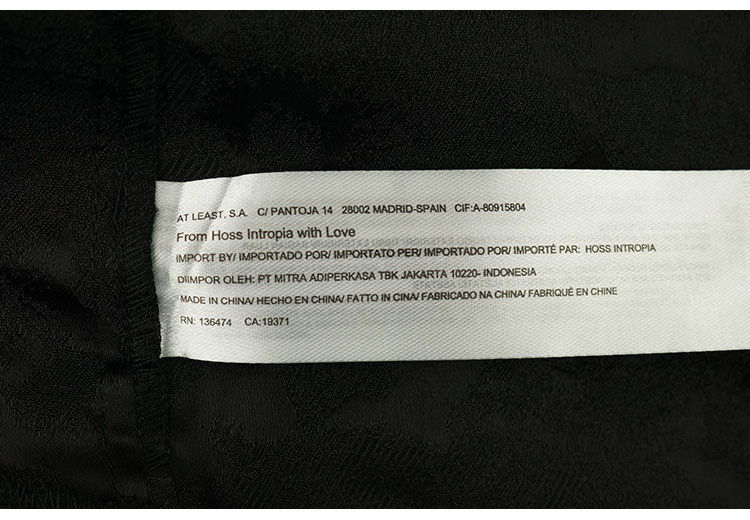 AT LEAST, S.A. C/ PANTOJA 14 28002 MADRID-SPAIN CIF:A-80915804
From Hoss Intropia with Love
IMPORT BY/ IMPORTADO POR/ IMPORTATO PER/ IMPORTADO POR/ IMPORTÉ PAR: HOSS INTROPIA
DIIMPOR OLEH: PT MITRA ADIPERKASA TBK JAKARTA 10220- INDONESIA
MADE IN CHINA/ HECHO EN CHINA/ FATTO IN CINA/ FABRICADO NA CHINA/ FABRIQUÉ EN CHINE
RN: 136474 CA:19371